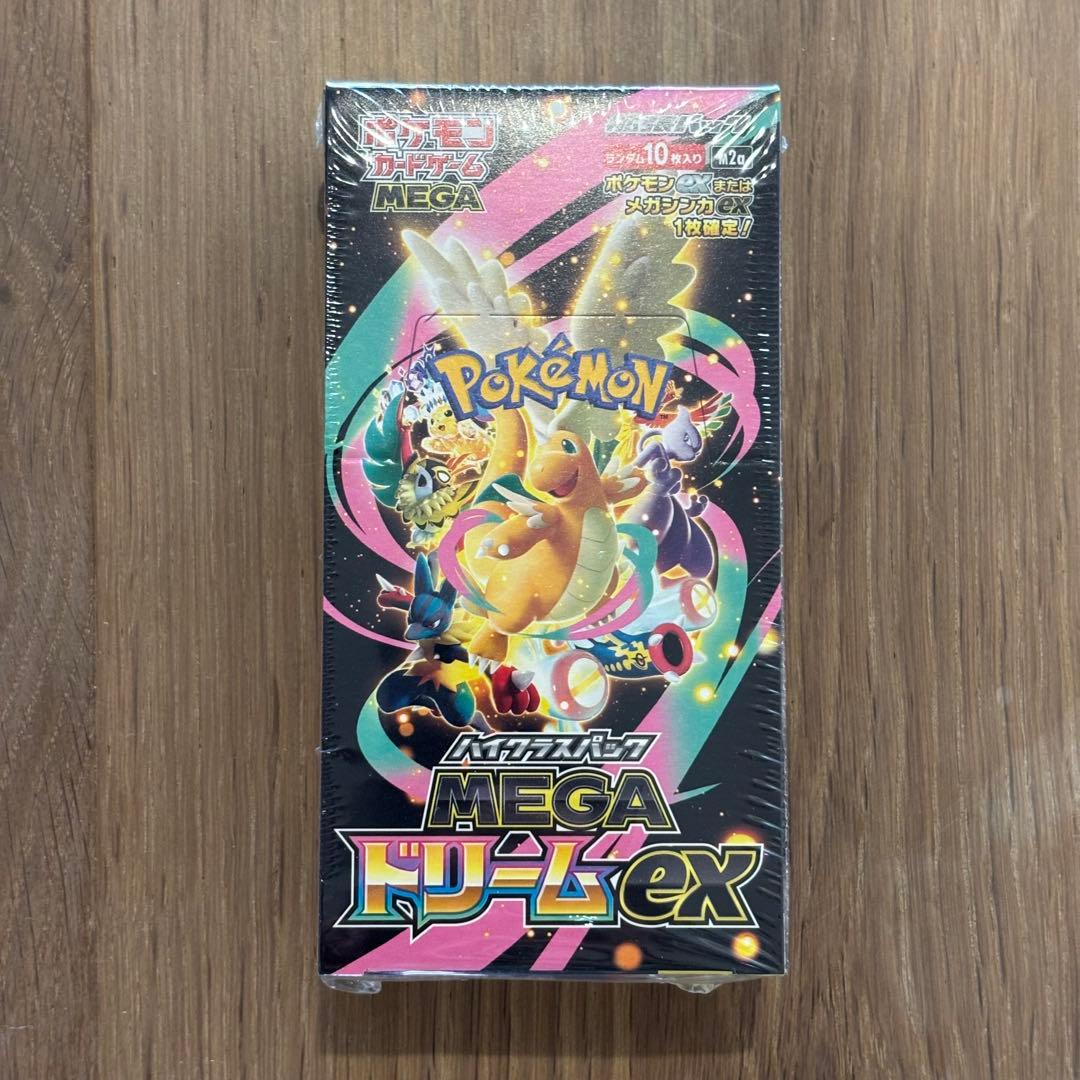 ポケモン
カードゲーム
MEGA
拡張パック
ランダム10枚入り
M2a
ポケモンexまたは
メガシンカex
1枚確定！
POKÉMON
TM
ハイクラスパック
MEGA
ドリームex